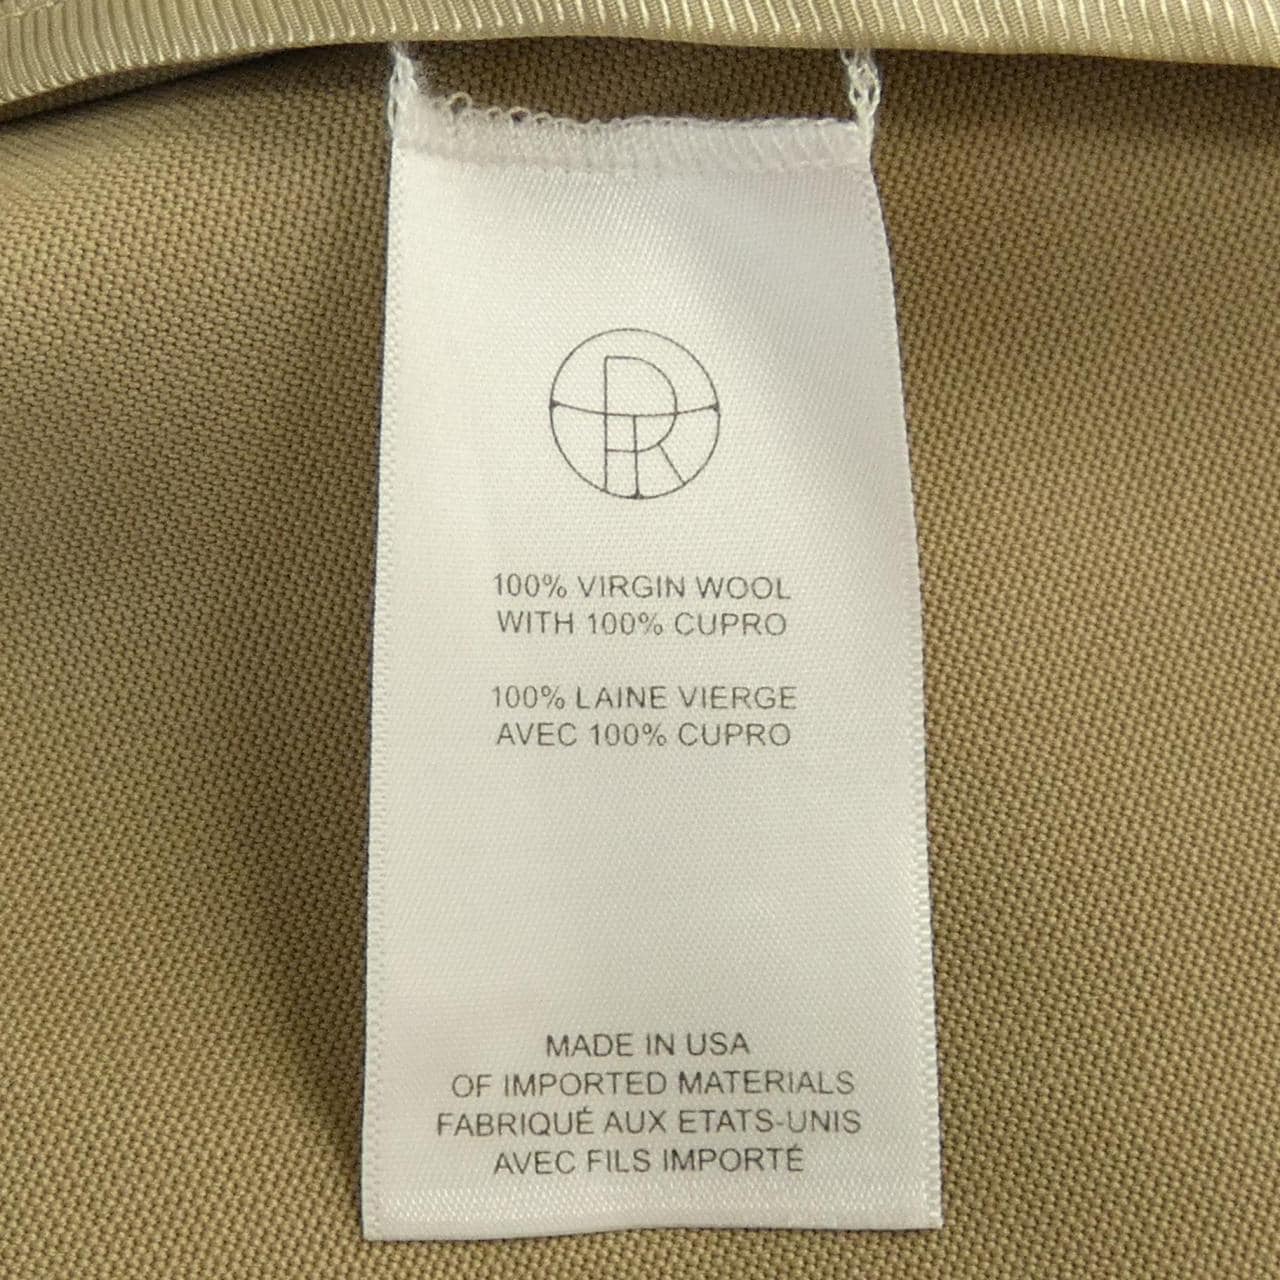 100% VIRGIN WOOL
WITH 100% CUPRO
100% LAINE VIERGE
AVEC 100% CUPRO
MADE IN USA
OF IMPORTED MATERIALS
FABRIQUÉ AUX ETATS-UNIS
AVEC FILS IMPORTÉ